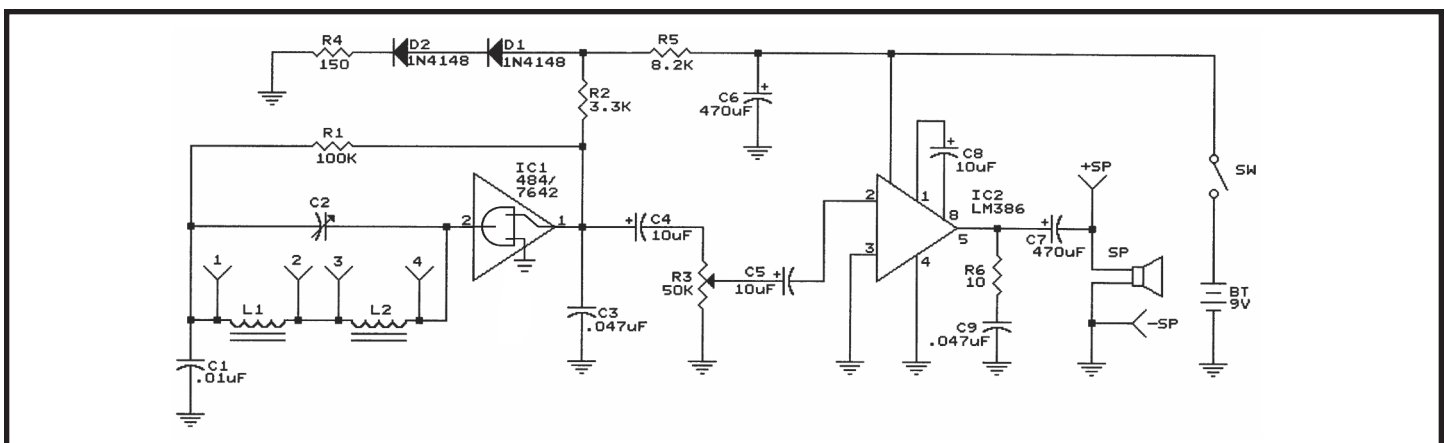 R4
150
D2
1N4148
D1
1N4148
R5
8.2K
R2
3.3K
+
C6
470uF
R1
100K
IC1
484/
7642
C2
2
1
+
C4
10uF
1
2
3
4
L1
L2
C1
.01uF
C3
.047uF
R3
50K
C5
+
10uF
2
3
1
+
C8
10uF
8
IC2
LM386
5
4
+
C7
470uF
R6
10
C9
.047uF
+SP
SP
-SP
SW
BT
9V